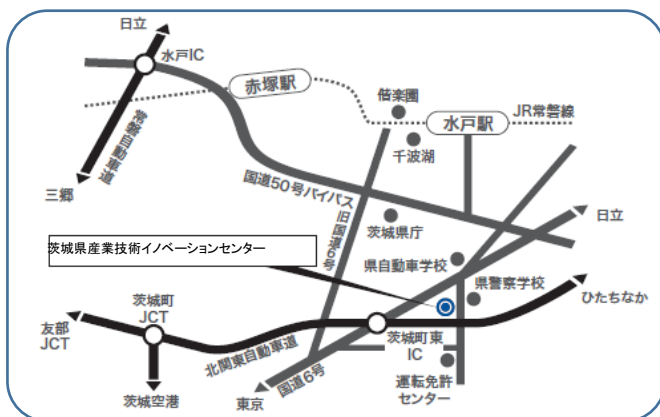 日立
水戸IC
赤塚駅
偕楽園
JR常磐線
水戸駅
千波湖
常磐自動車道
三郷
国道50号バイパス
旧国道6号
茨城県庁
日立
茨城県産業技術イノベーションセンター
県自動車学校
県警察学校
ひたちなか
茨城町
JCT
友部
JCT
北関東自動車道
茨城町東
IC
国道6号
茨城空港
東京
運転免許
センター